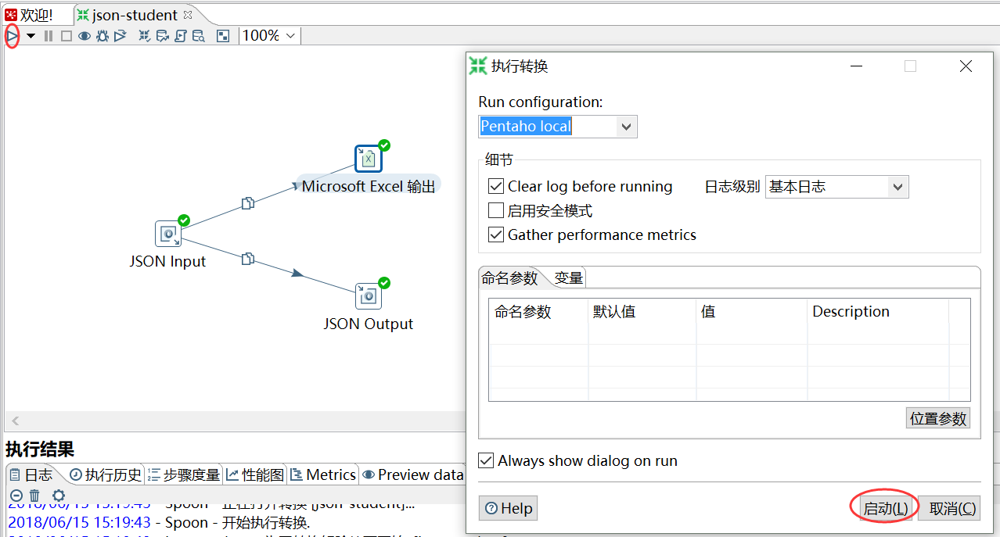 欢迎!
json-student
100%
Microsoft Excel 输出
JSON Input
JSON Output
执行结果
日志
执行历史
步骤度量
性能图
Metrics
Preview data
2018/06/15 15:19:43 - Spoon - 正在打开转换 [json-student]...
2018/06/15 15:19:43 - Spoon - 开始执行转换.
执行转换
Run configuration:
Pentaho local
细节
Clear log before running
日志级别
基本日志
启用安全模式
Gather performance metrics
命名参数
变量
命名参数 默认值 值 Description
位置参数
Always show dialog on run
Help
启动(L)
取消(C)